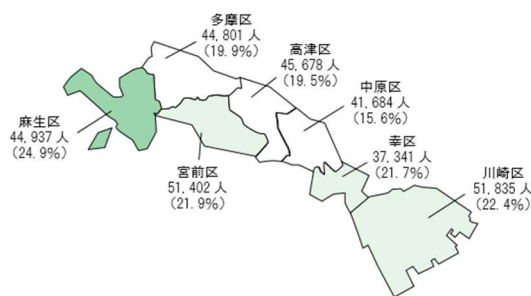 多摩区
44,801 人
(19.9%)
高津区
45,678 人
(19.5%)
中原区
41,684 人
(15.6%)
麻生区
44,937 人
(24.9%)
宮前区
51,402 人
(21.9%)
幸区
37,341 人
(21.7%)
川崎区
51,835 人
(22.4%)